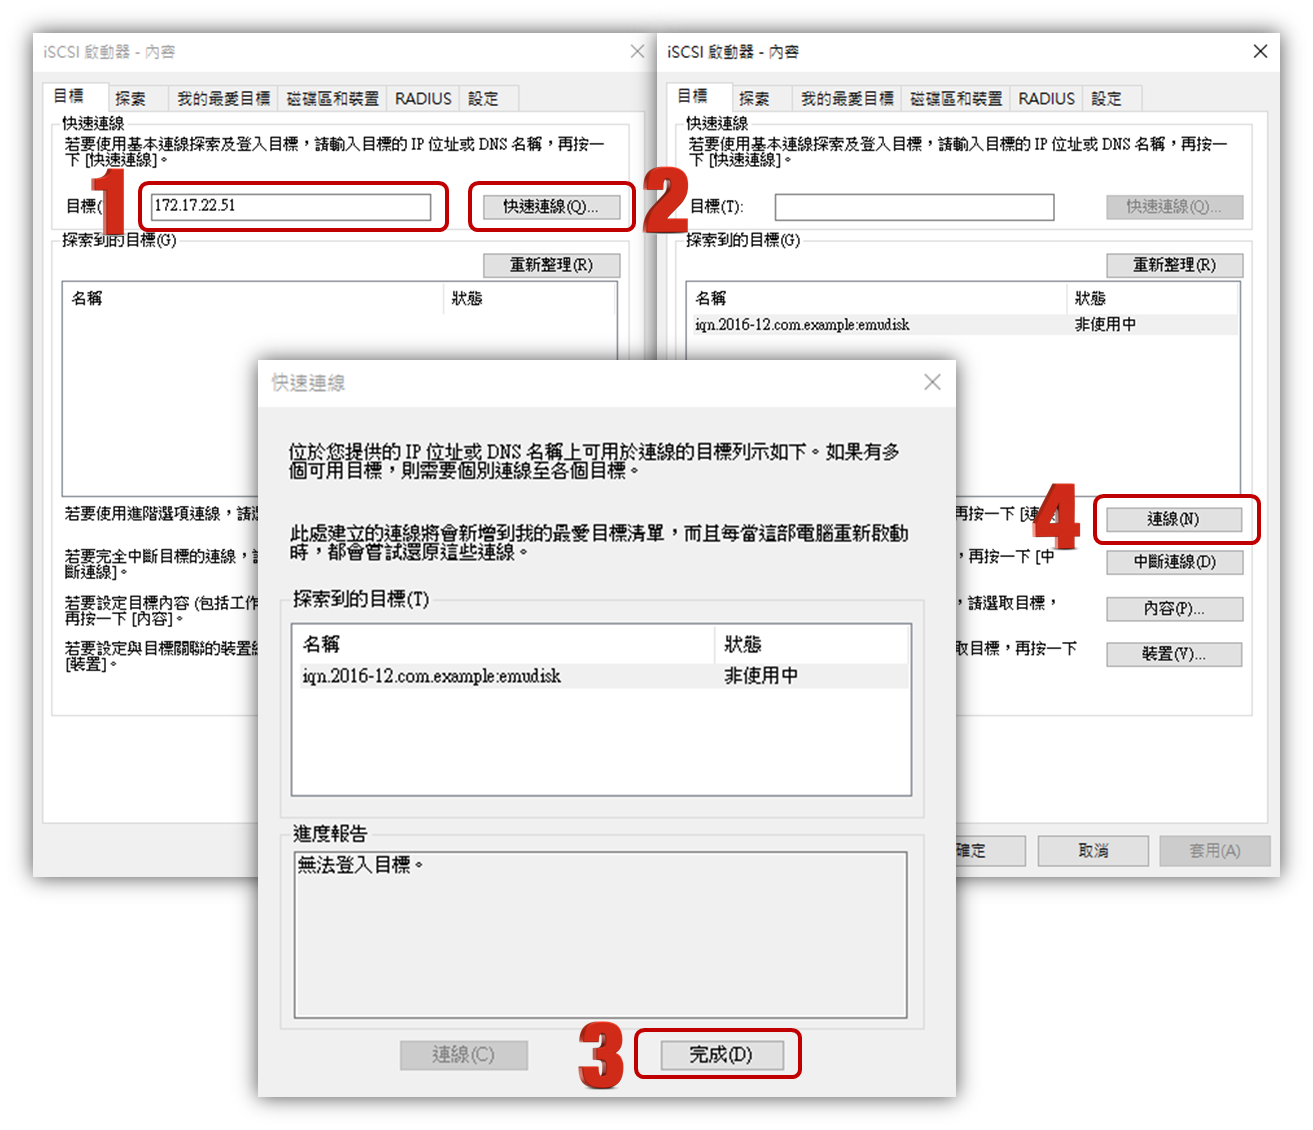 iSCSI 啟動器 - 內容
目標
探索
我的最愛目標
磁碟區和裝置
RADIUS
設定
快速連線
若要使用基本連線探索及登入目標，請輸入目標的 IP 位址或 DNS 名稱，再按一
下 [快速連線]。
目標(
1
172.17.22.51
快速連線(Q)...
2
探索到的目標(G)
重新整理(R)
名稱
狀態
若要使用進階選項連線，請
若要完全中斷目標的連線，
斷連線]。
若要設定目標內容 (包括工作
再按一下 [內容]。
若要設定與目標關聯的裝置
[裝置]。
iSCSI 啟動器 - 內容
目標
探索
我的最愛目標
磁碟區和裝置
RADIUS
設定
快速連線
若要使用基本連線探索及登入目標，請輸入目標的 IP 位址或 DNS 名稱，再按一
下 [快速連線]。
目標(T):
快速連線(Q)...
探索到的目標(G)
重新整理(R)
名稱
狀態
iqn.2016-12.com.example:emudisk
非使用中
再按一下 [連
4
連線(N)
，再按一下 [中
中斷連線(D)
，請選取目標，
內容(P)...
取目標，再按一下
裝置(V)...
確定
取消
套用(A)
快速連線
位於您提供的 IP 位址或 DNS 名稱上可用於連線的目標列示如下。如果有多
個可用目標，則需要個別連線至各個目標。
此處建立的連線將會新增到我的最愛目標清單，而且每當這部電腦重新啟動
時，都會嘗試還原這些連線。
探索到的目標(T)
名稱
狀態
iqn.2016-12.com.example:emudisk
非使用中
進度報告
無法登入目標。
連線(C)
3
完成(D)